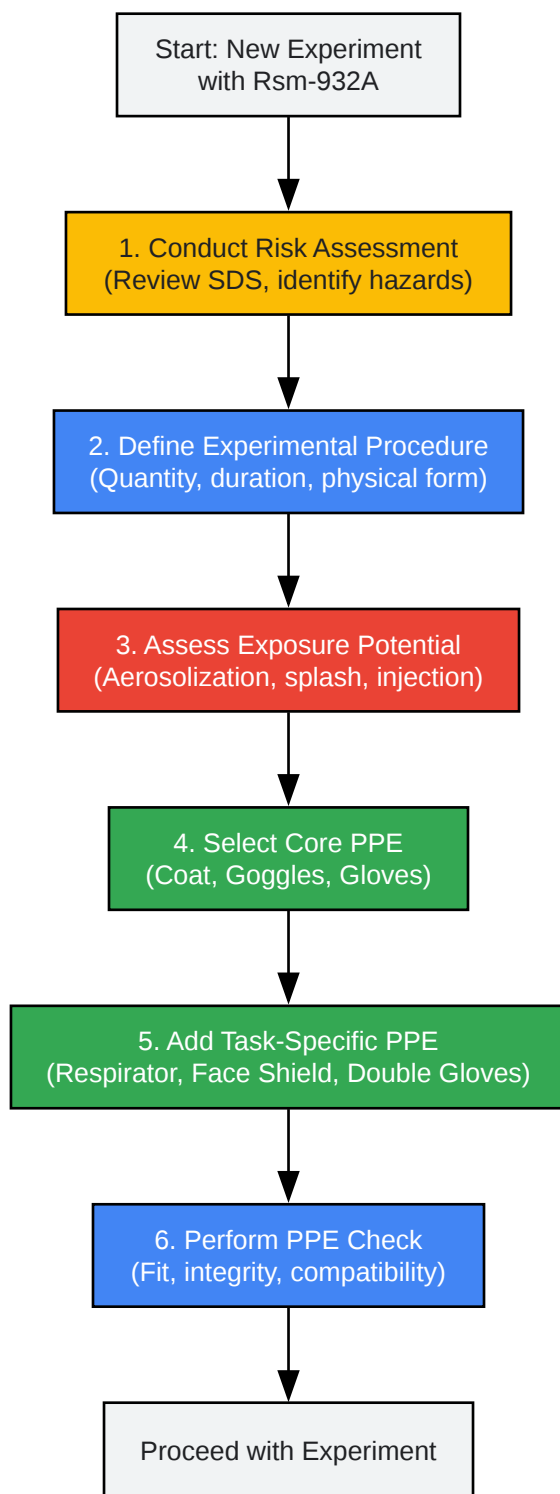 Start: New Experiment
with Rsm-932A
1. Conduct Risk Assessment
(Review SDS, identify hazards)
2. Define Experimental Procedure
(Quantity, duration, physical form)
3. Assess Exposure Potential
(Aerosolization, splash, injection)
4. Select Core PPE
(Coat, Goggles, Gloves)
5. Add Task-Specific PPE
(Respirator, Face Shield, Double Gloves)
6. Perform PPE Check
(Fit, integrity, compatibility)
Proceed with Experiment